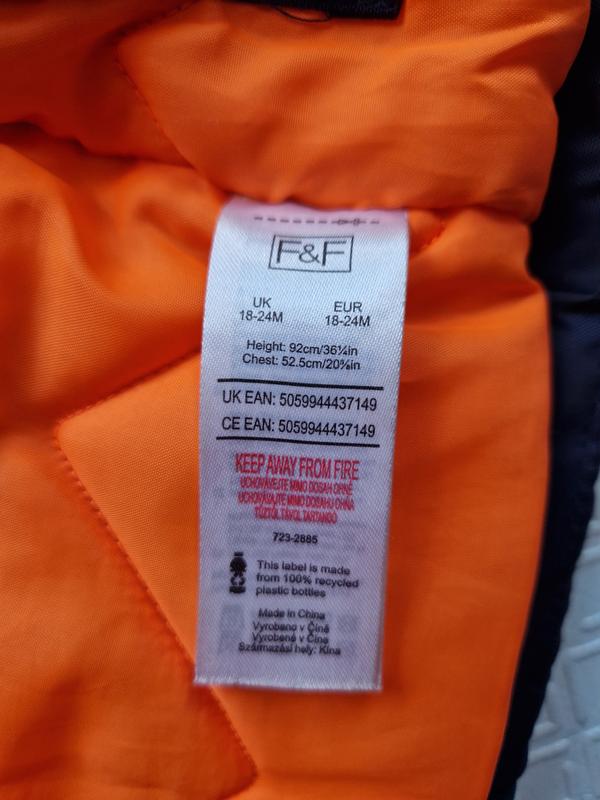 F&F
UK EUR
18-24M 18-24M
Height: 92cm/36¼in
Chest: 52.5cm/20⅝in
UK EAN: 5059944437149
CE EAN: 5059944437149
KEEP AWAY FROM FIRE
UCHOVÁVEJTE MIMO DOSAH OHNĚ
UCHOVÁVAJTE MIMO DOSAHU OHŇA
TŰZTŐL TÁVOL TARTANDÓ
723-2885
This label is made
from 100% recycled
plastic bottles
Made in China
Vyrobeno v Číně
Vyrobené v Číne
Származási hely: Kína